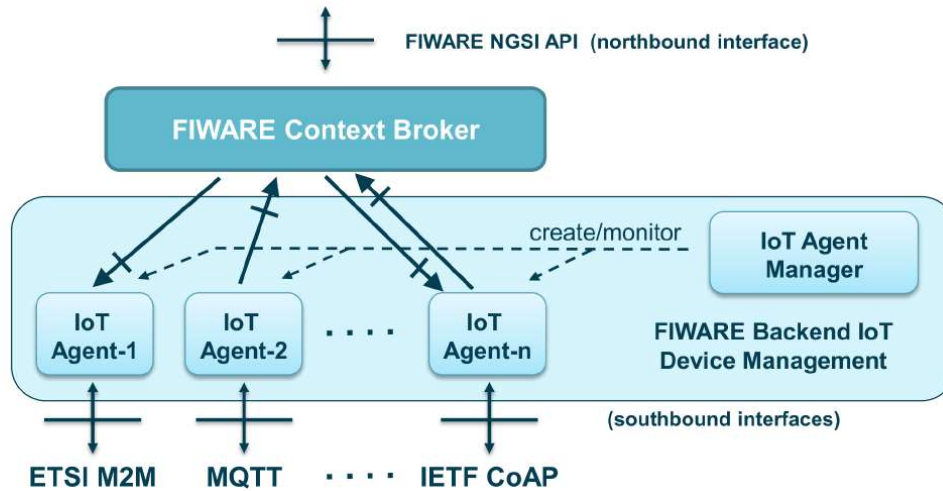 FIWARE NGSI API (northbound interface)
FIWARE Context Broker
create/monitor
IoT Agent
Manager
IoT
Agent-1
IoT
Agent-2
. . . .
IoT
Agent-n
FIWARE Backend IoT
Device Management
(southbound interfaces)
ETSI M2M
MQTT
. . . .
IETF CoAP